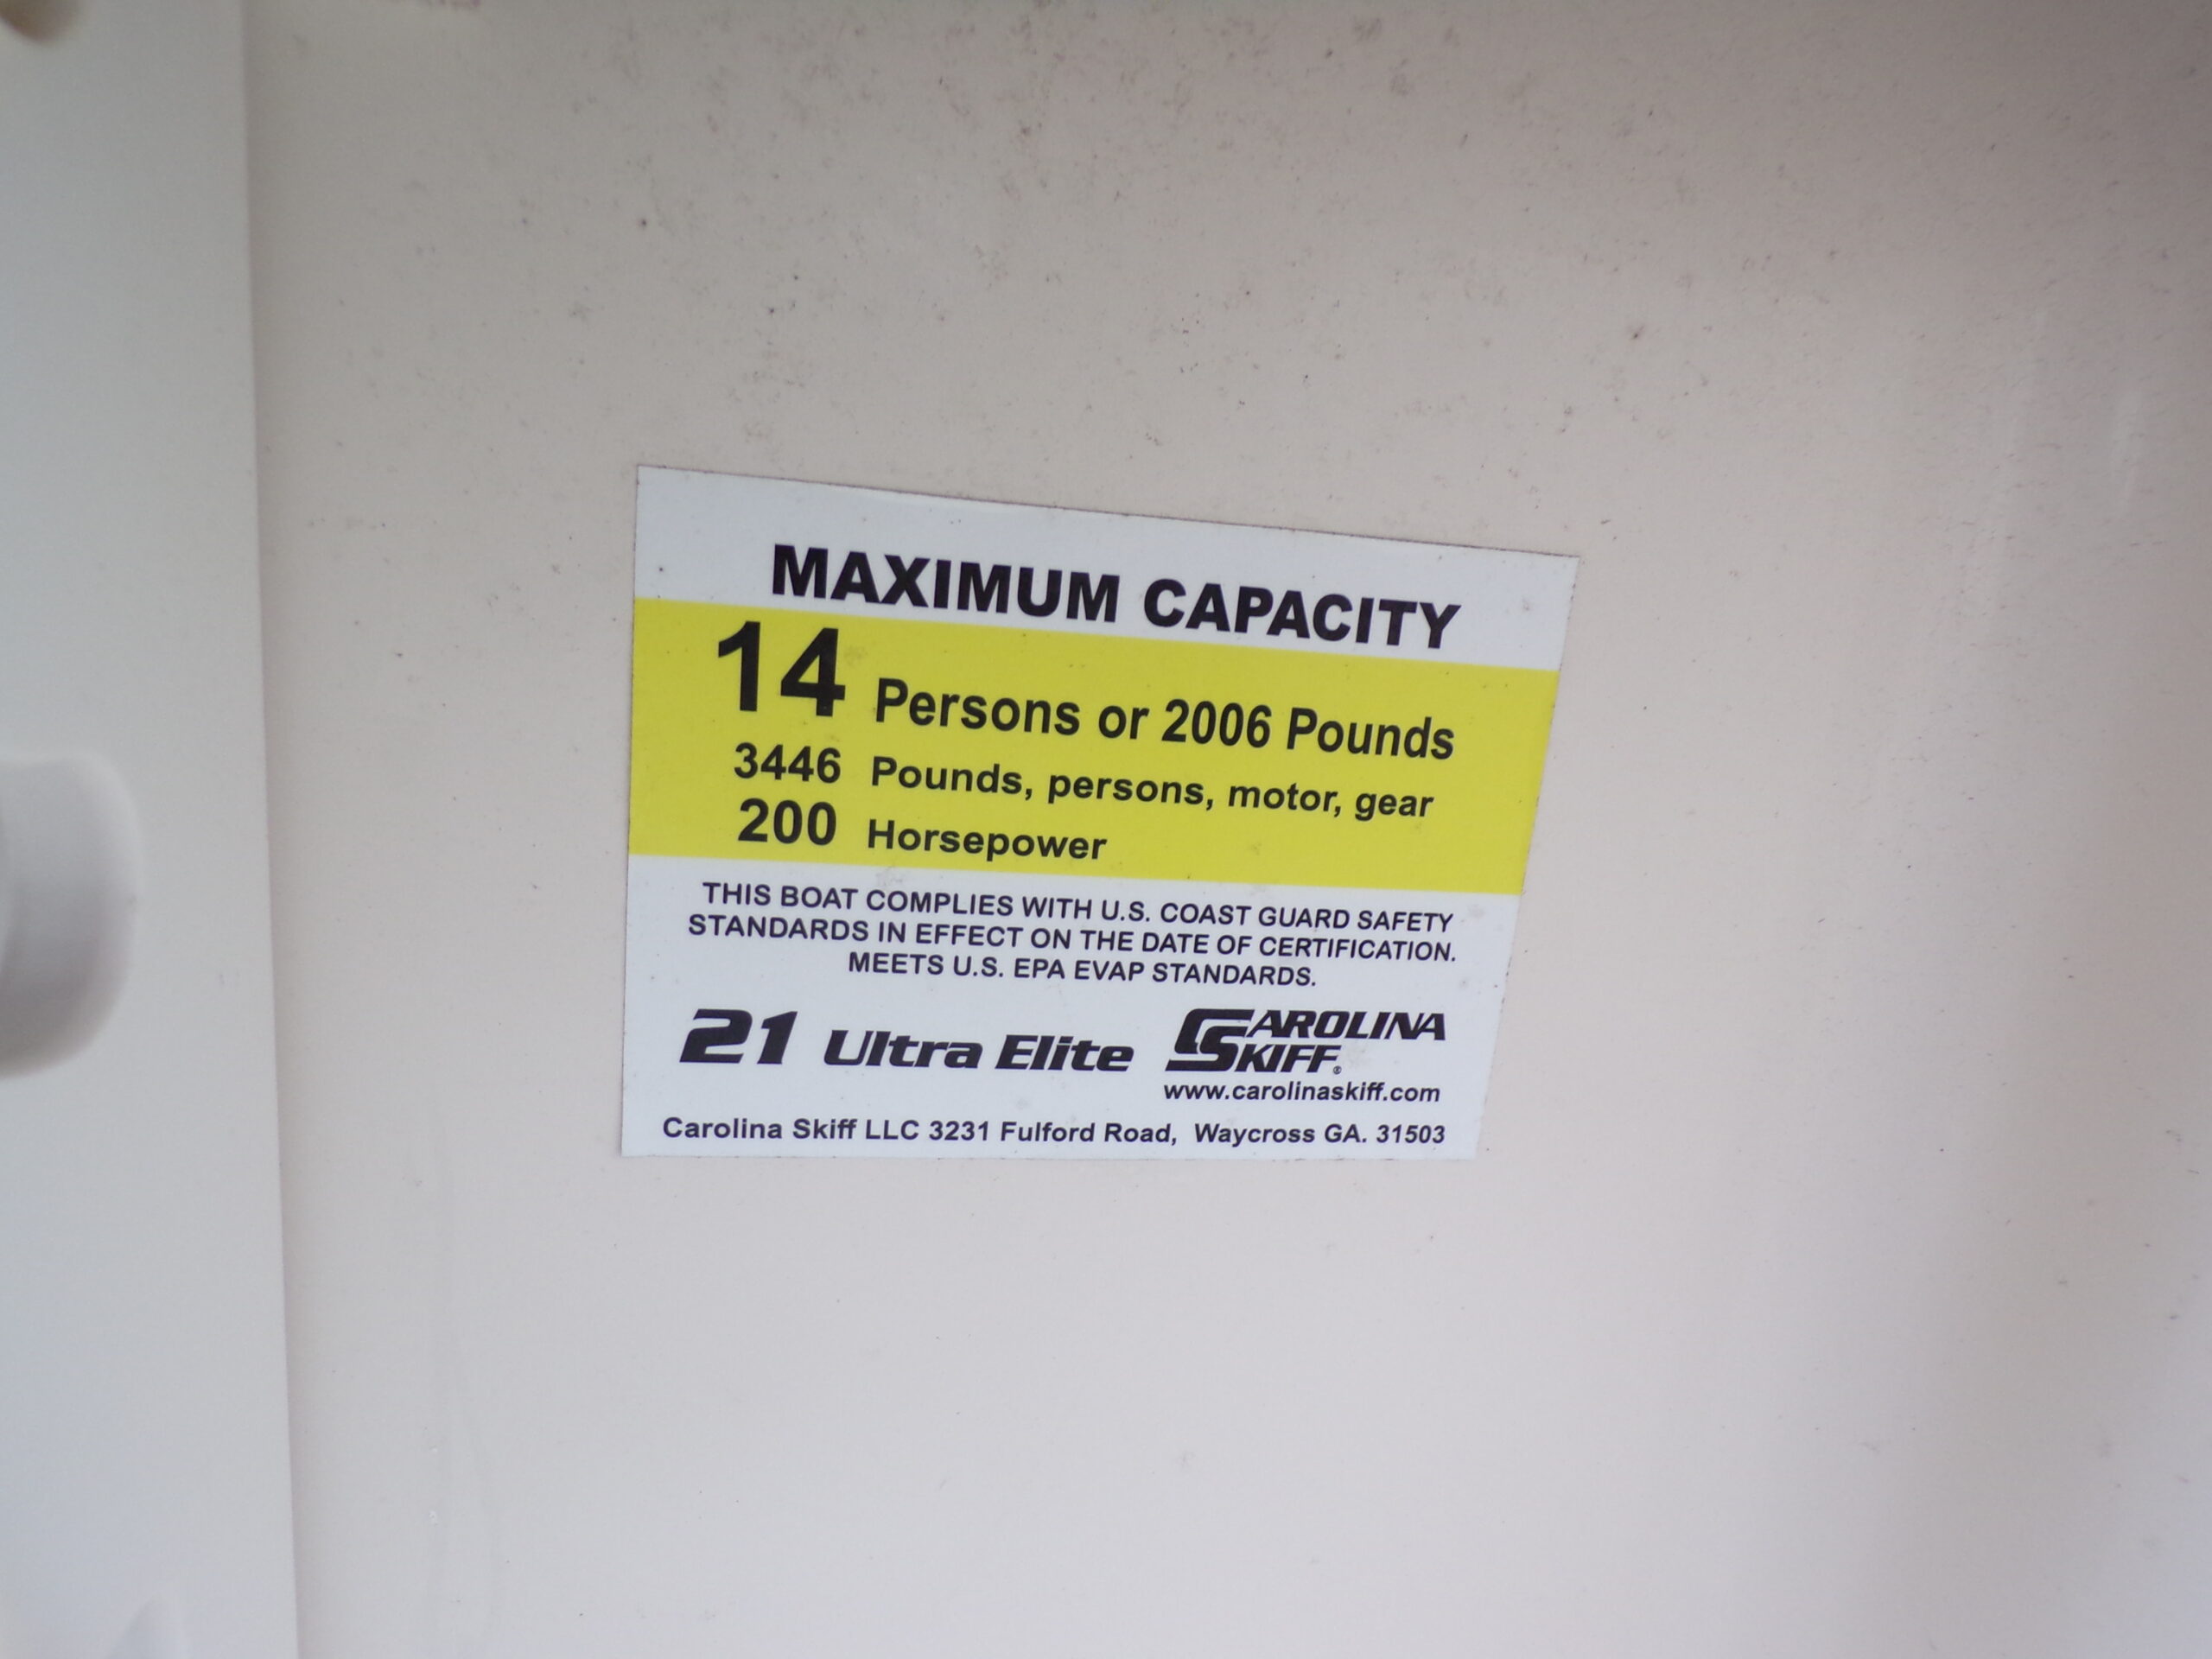 MAXIMUM CAPACITY
14 Persons or 2006 Pounds
3446 Pounds, persons, motor, gear
200 Horsepower
THIS BOAT COMPLIES WITH U.S. COAST GUARD SAFETY
STANDARDS IN EFFECT ON THE DATE OF CERTIFICATION.
MEETS U.S. EPA EVAP STANDARDS.
21 Ultra Elite CAROLINA SKIFF®
www.carolinaskiff.com
Carolina Skiff LLC 3231 Fulford Road, Waycross GA. 31503